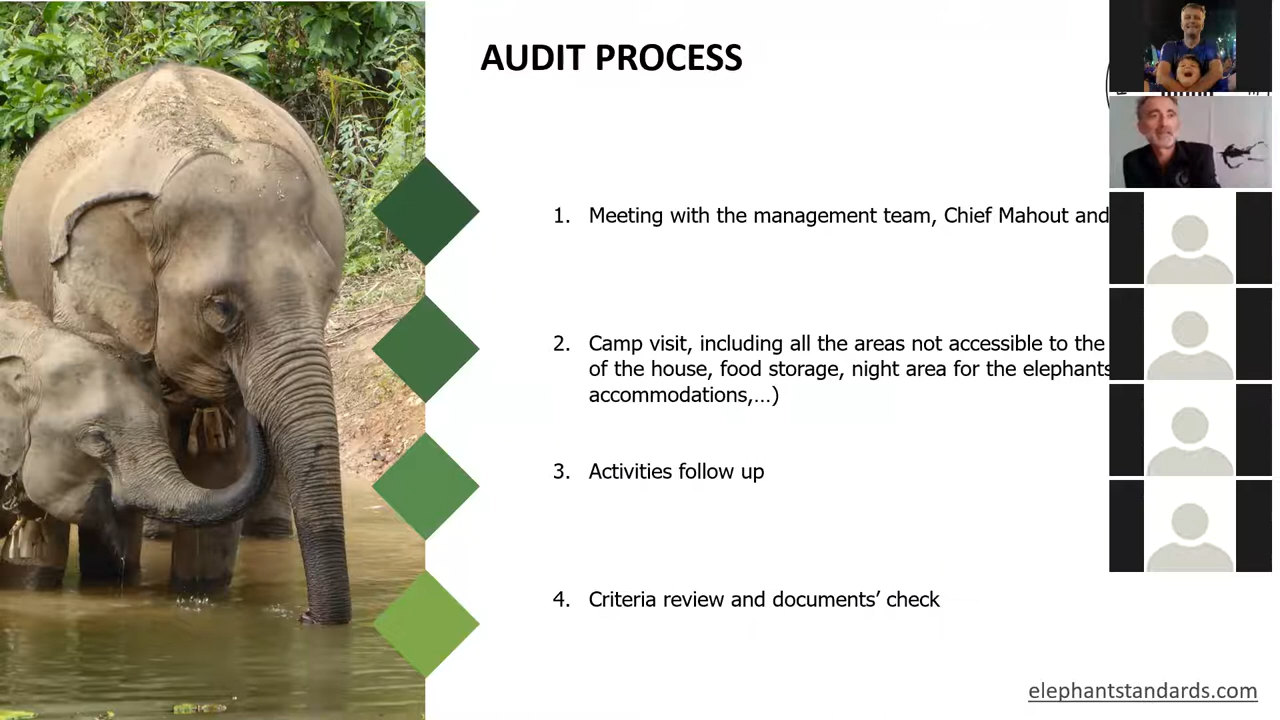 AUDIT PROCESS
1. Meeting with the management team, Chief Mahout and
2. Camp visit, including all the areas not accessible to the
of the house, food storage, night area for the elephants
accommodations,...)
3. Activities follow up
4. Criteria review and documents’ check
elephantstandards.com